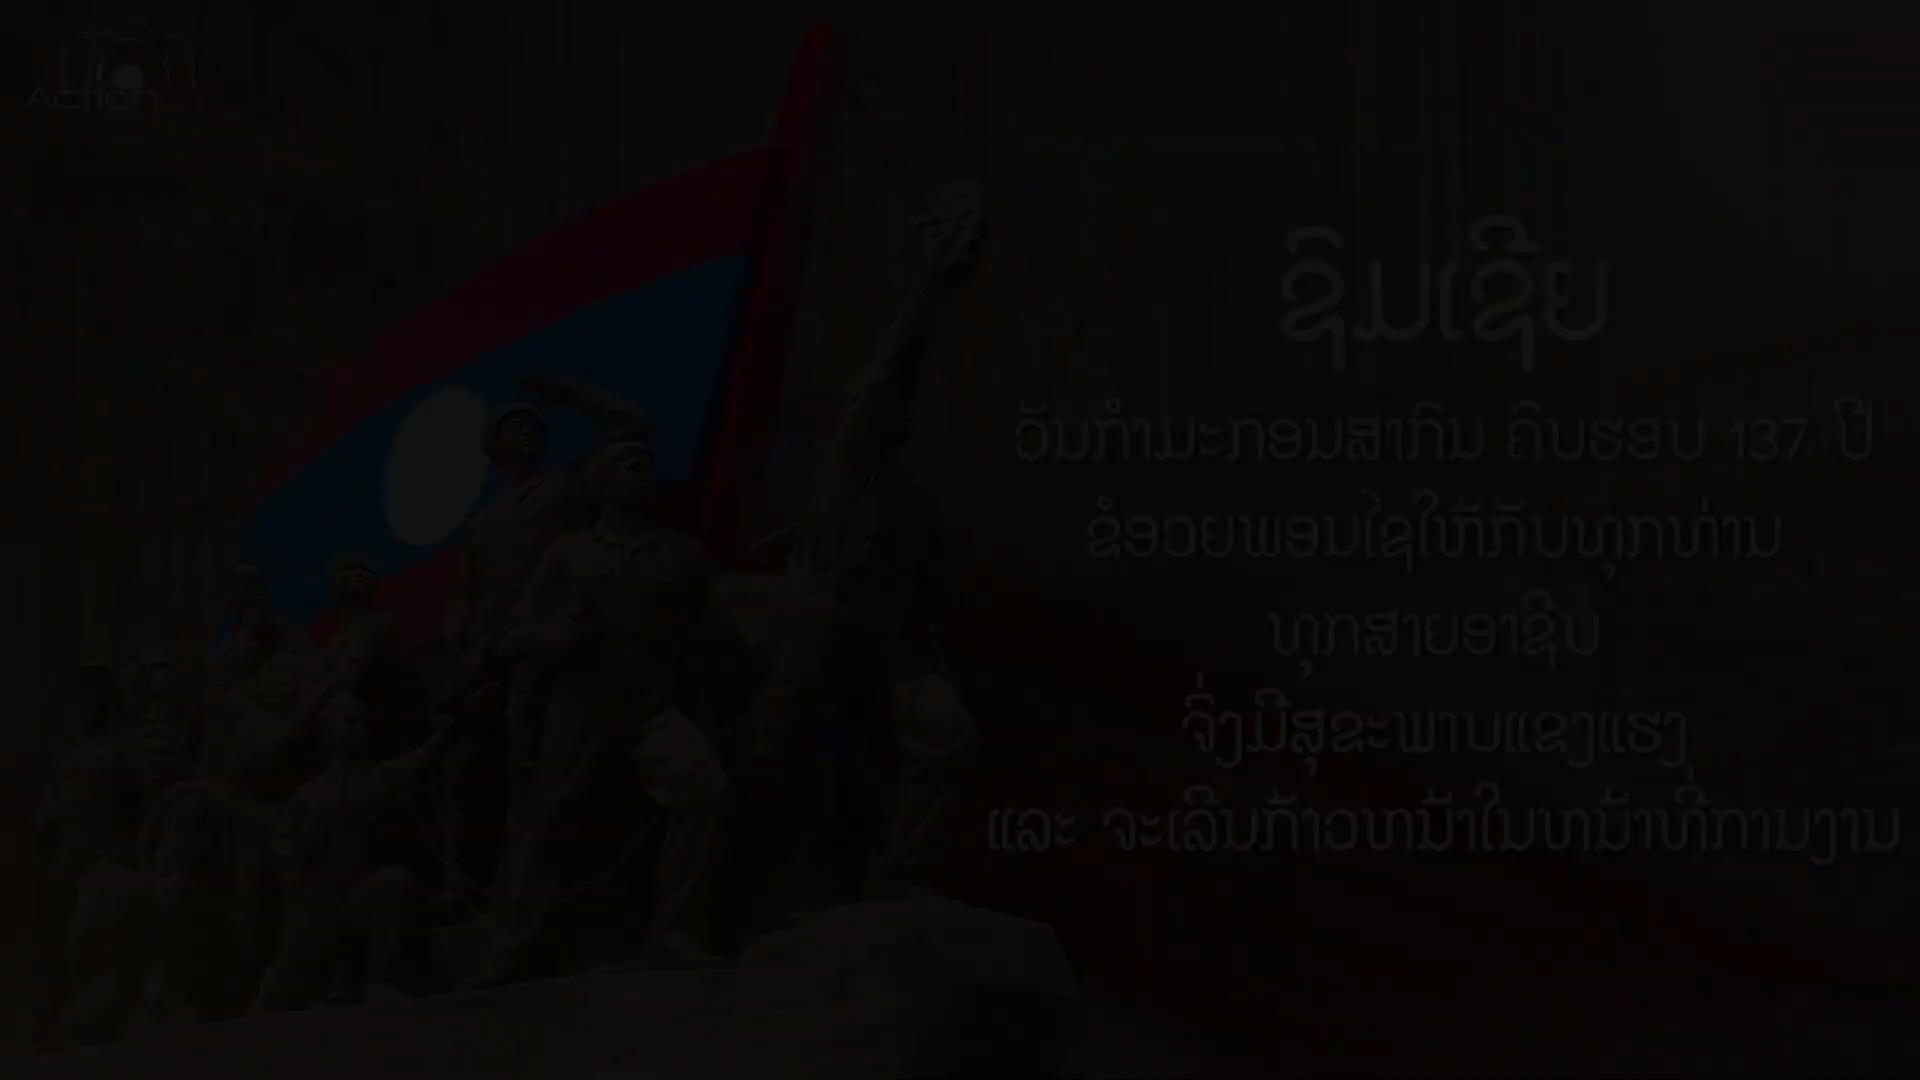 Action
ຊົມເຊີຍ
ວັນກຳມະກອນສາກົນ ຄົບຮອບ 137 ປີ
ຂໍອວຍພອນໄຊໃຫ້ກັບທຸກທ່ານ
ທຸກສາຍອາຊີບ
ຈົ່ງມີສຸຂະພາບແຂງແຮງ
ແລະ ຈະເລີນກ້າວຫນ້າໃນຫນ້າທີ່ການງານ